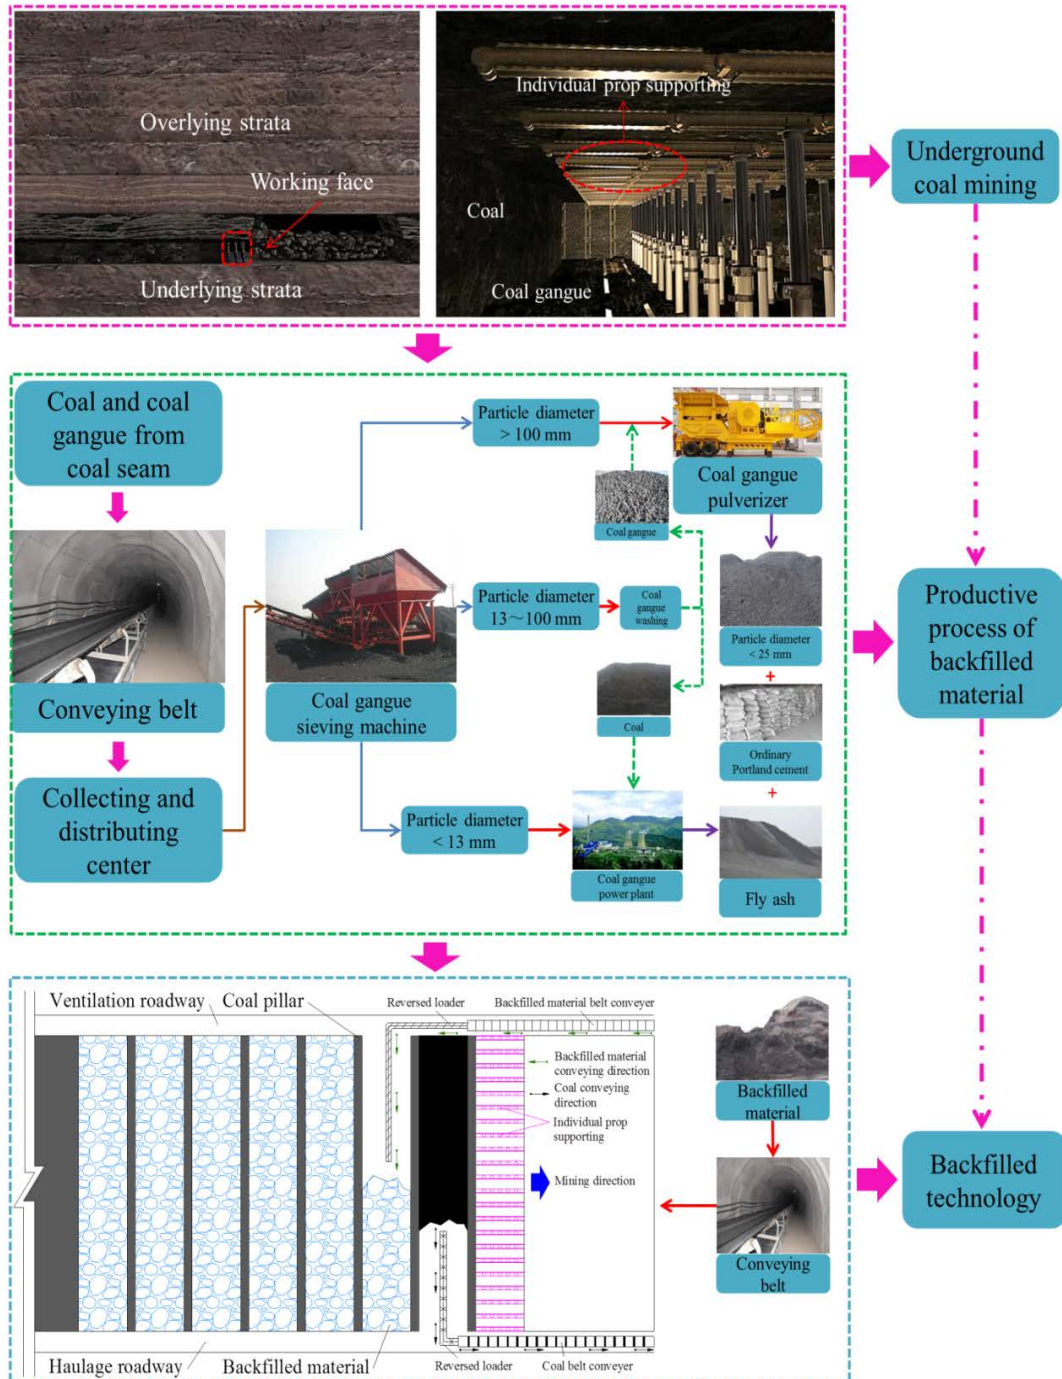 Overlying strata
Working face
Underlying strata
Individual prop supporting
Coal
Coal gangue
Underground
coal mining
Coal and coal
gangue from
coal seam
Conveying belt
Collecting and
distributing
center
Coal gangue
sieving machine
Particle diameter
> 100 mm
Coal gangue
pulverizer
Coal gangue
Particle diameter
13～100 mm
Coal
gangue
washing
Particle diameter
< 25 mm
+
Ordinary
Portland cement
+
Coal
Particle diameter
< 13 mm
Coal gangue
power plant
Fly ash
Productive
process of
backfilled
material
Ventilation roadway
Coal pillar
Reversed loader
Backfilled material belt conveyer
Backfilled material
conveying direction
Coal conveying
direction
Individual prop
supporting
Mining direction
Haulage roadway
Backfilled material
Reversed loader
Coal belt conveyer
Backfilled
material
Conveying
belt
Backfilled
technology